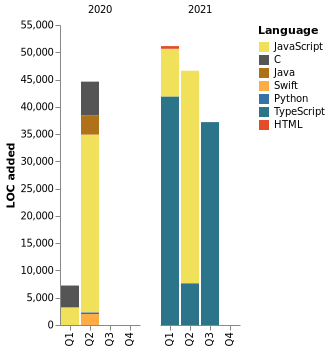 2020 2021
Language
JavaScript
C
Java
Swift
Python
TypeScript
HTML
LOC added
55,000
50,000
45,000
40,000
35,000
30,000
25,000
20,000
15,000
10,000
5,000
0
Q1 Q2 Q3 Q4 Q1 Q2 Q3 Q4